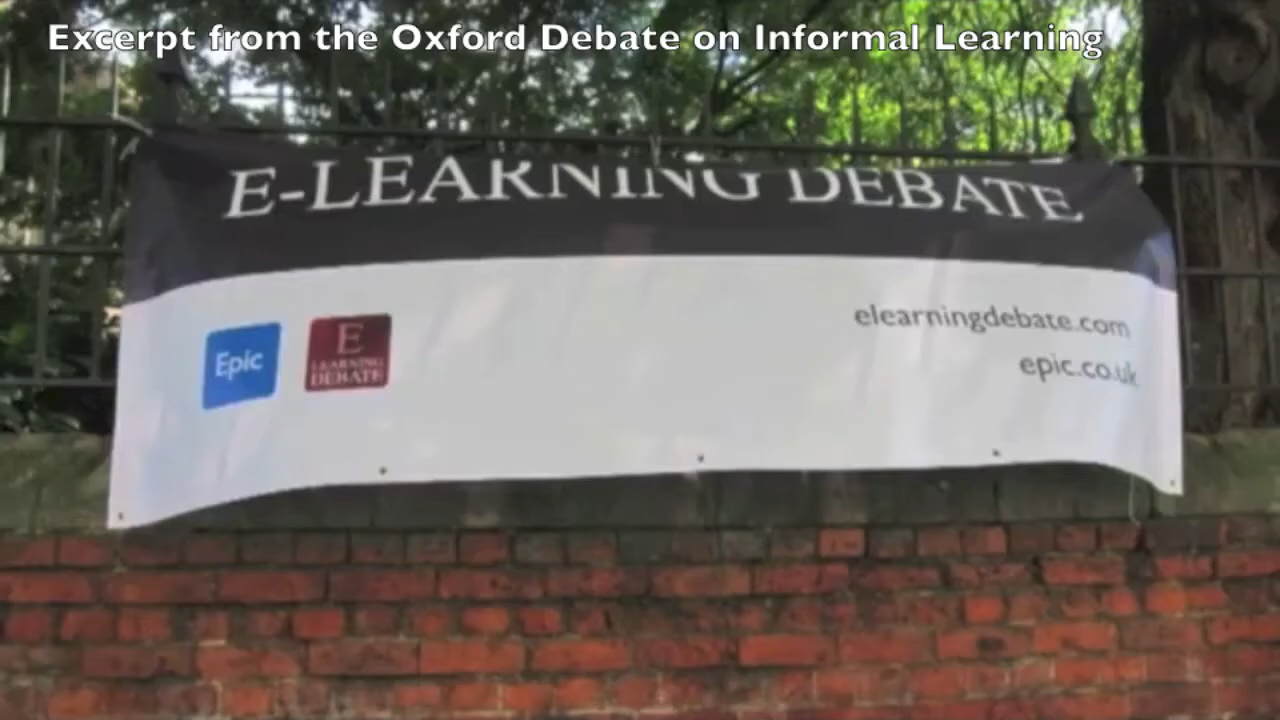 Excerpt from the Oxford Debate on Informal Learning
E-LEARNING DEBATE
Epic
E
LEARNING
DEBATE
elearningdebate.com
epic.co.uk